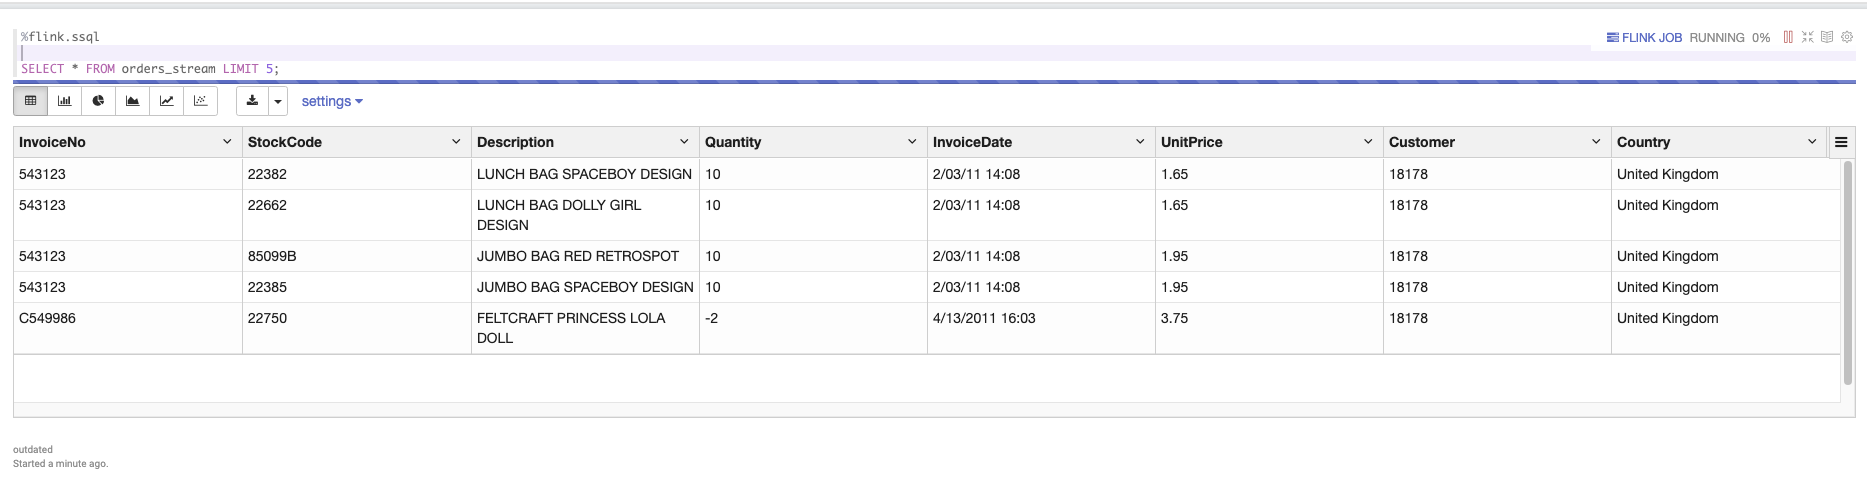 %flink.ssql
FLINK JOB RUNNING 0%
SELECT * FROM orders_stream LIMIT 5;
settings
InvoiceNo StockCode Description Quantity InvoiceDate UnitPrice Customer Country
543123 22382 LUNCH BAG SPACEBOY DESIGN 10 2/03/11 14:08 1.65 18178 United Kingdom
543123 22662 LUNCH BAG DOLLY GIRL 10 2/03/11 14:08 1.65 18178 United Kingdom
DESIGN
543123 85099B JUMBO BAG RED RETROSPOT 10 2/03/11 14:08 1.95 18178 United Kingdom
543123 22385 JUMBO BAG SPACEBOY DESIGN 10 2/03/11 14:08 1.95 18178 United Kingdom
C549986 22750 FELTCRAFT PRINCESS LOLA -2 4/13/2011 16:03 3.75 18178 United Kingdom
DOLL
outdated
Started a minute ago.